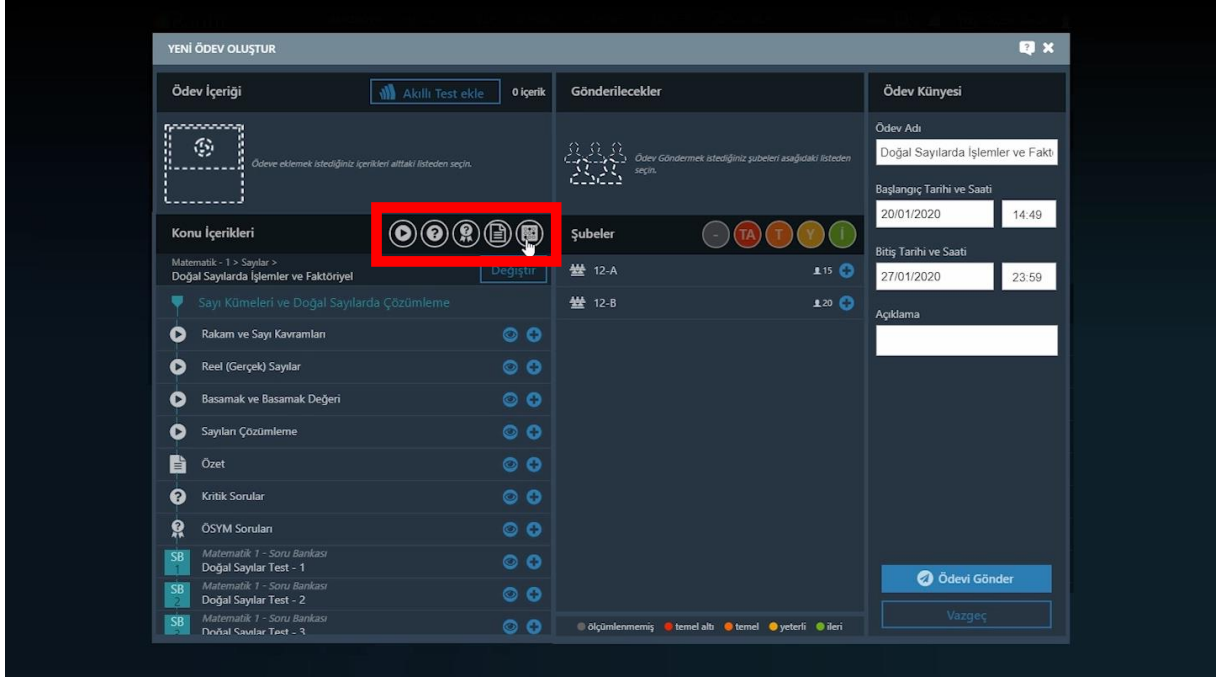 YENİ ÖDEV OLUŞTUR
Ödev İçeriği
Akıllı Test ekle
0 içerik
Ödeve eklemek istediğiniz içerikleri alttaki listeden seçin.
Konu İçerikleri
Matematik - 1 > Sayılar >
Doğal Sayılarda İşlemler ve Faktöriyel
Değiştir
Sayı Kümeleri ve Doğal Sayılarda Çözümleme
Rakam ve Sayı Kavramları
Reel (Gerçek) Sayılar
Basamak ve Basamak Değeri
Sayıları Çözümleme
Özet
Kritik Sorular
ÖSYM Soruları
SB 1
Matematik 1 - Soru Bankası
Doğal Sayılar Test - 1
SB 2
Matematik 1 - Soru Bankası
Doğal Sayılar Test - 2
SB
Matematik 1 - Soru Bankası
Doğal Sayılar Test - 3
Gönderilecekler
Ödev Göndermek istediğiniz şubeleri aşağıdaki listeden
seçin.
Şubeler
- TA T Y İ
12-A 15
12-B 20
ölçümlenmemiş temel altı temel yeterli ileri
Ödev Künyesi
Ödev Adı
Doğal Sayılarda İşlemler ve Fakt
Başlangıç Tarihi ve Saati
20/01/2020 14:49
Bitiş Tarihi ve Saati
27/01/2020 23:59
Açıklama
Ödevi Gönder
Vazgeç